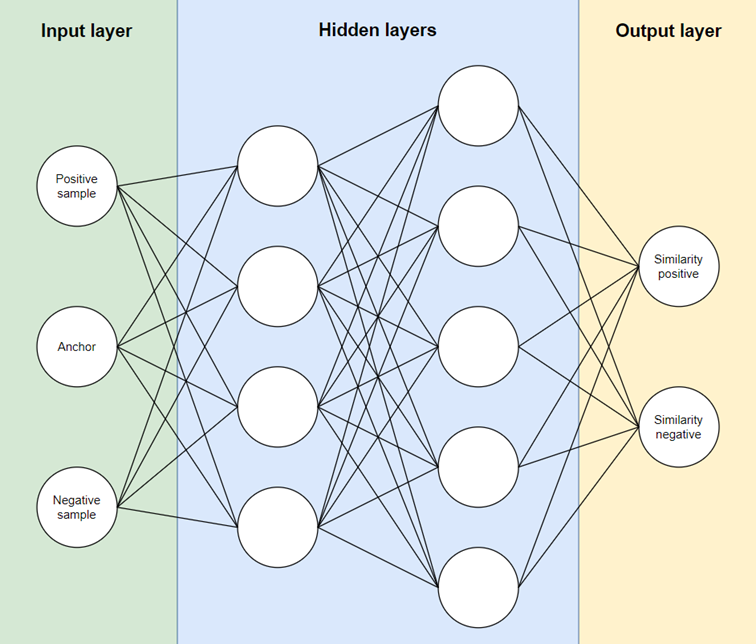 Input layer
Hidden layers
Output layer
Positive
sample
Anchor
Negative
sample
Similarity
positive
Similarity
negative